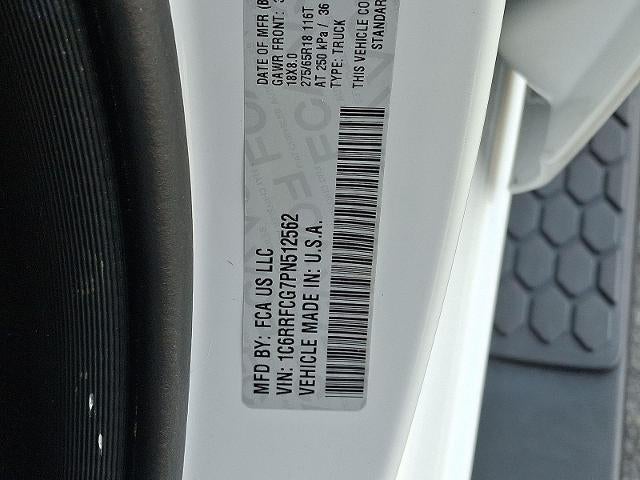 MFD BY: FCA US LLC
VIN: 1C6RRFCG7PN512562
VEHICLE MADE IN: U.S.A.
DATE OF MFR
GAWR FRONT:
18X8.0
275/65R18 116T
AT 250 kPa / 36
TYPE: TRUCK
THIS VEHICLE CO
STANDAR
FCA